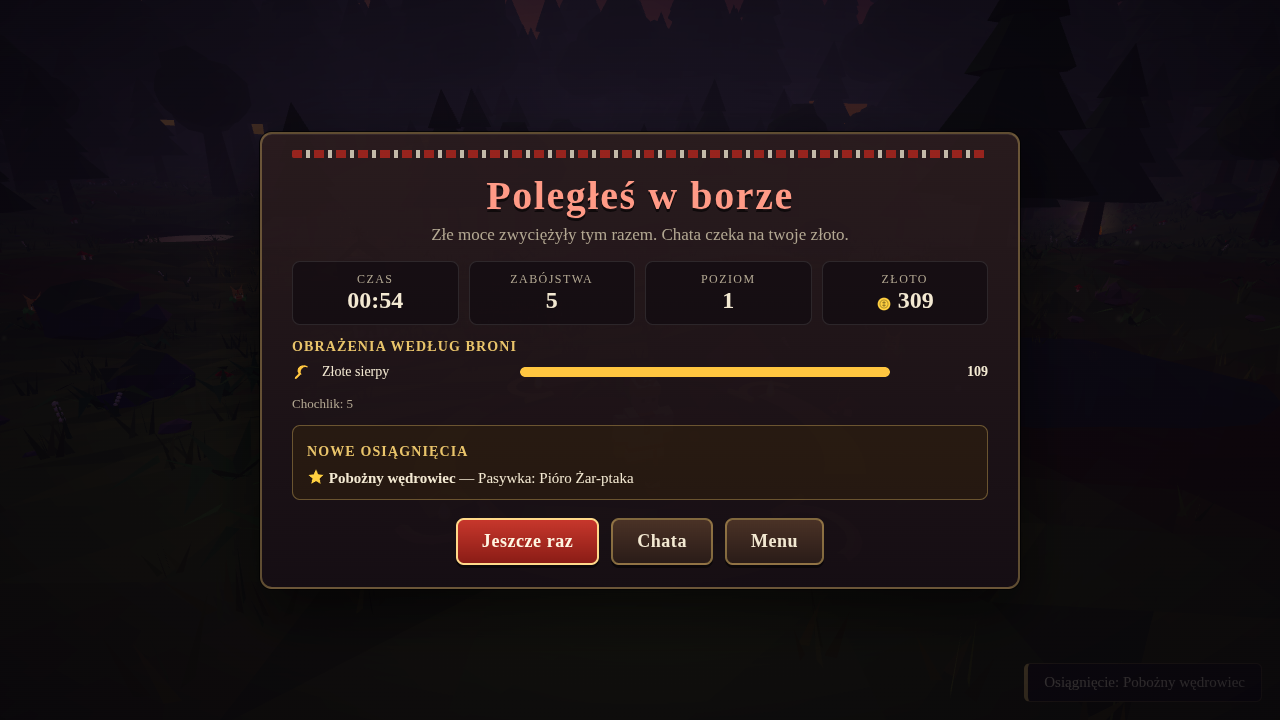 Poległeś w borze
Złe moce zwyciężyły tym razem. Chata czeka na twoje złoto.
CZAS
00:54
ZABÓJSTWA
5
POZIOM
1
ZŁOTO
309
OBRAŻENIA WEDŁUG BRONI
Złote sierpy 109
Chochlik: 5
NOWE OSIĄGNIĘCIA
Pobożny wędrowiec — Pasywka: Pióro Żar-ptaka
Jeszcze raz
Chata
Menu
Osiągnięcie: Pobożny wędrowiec